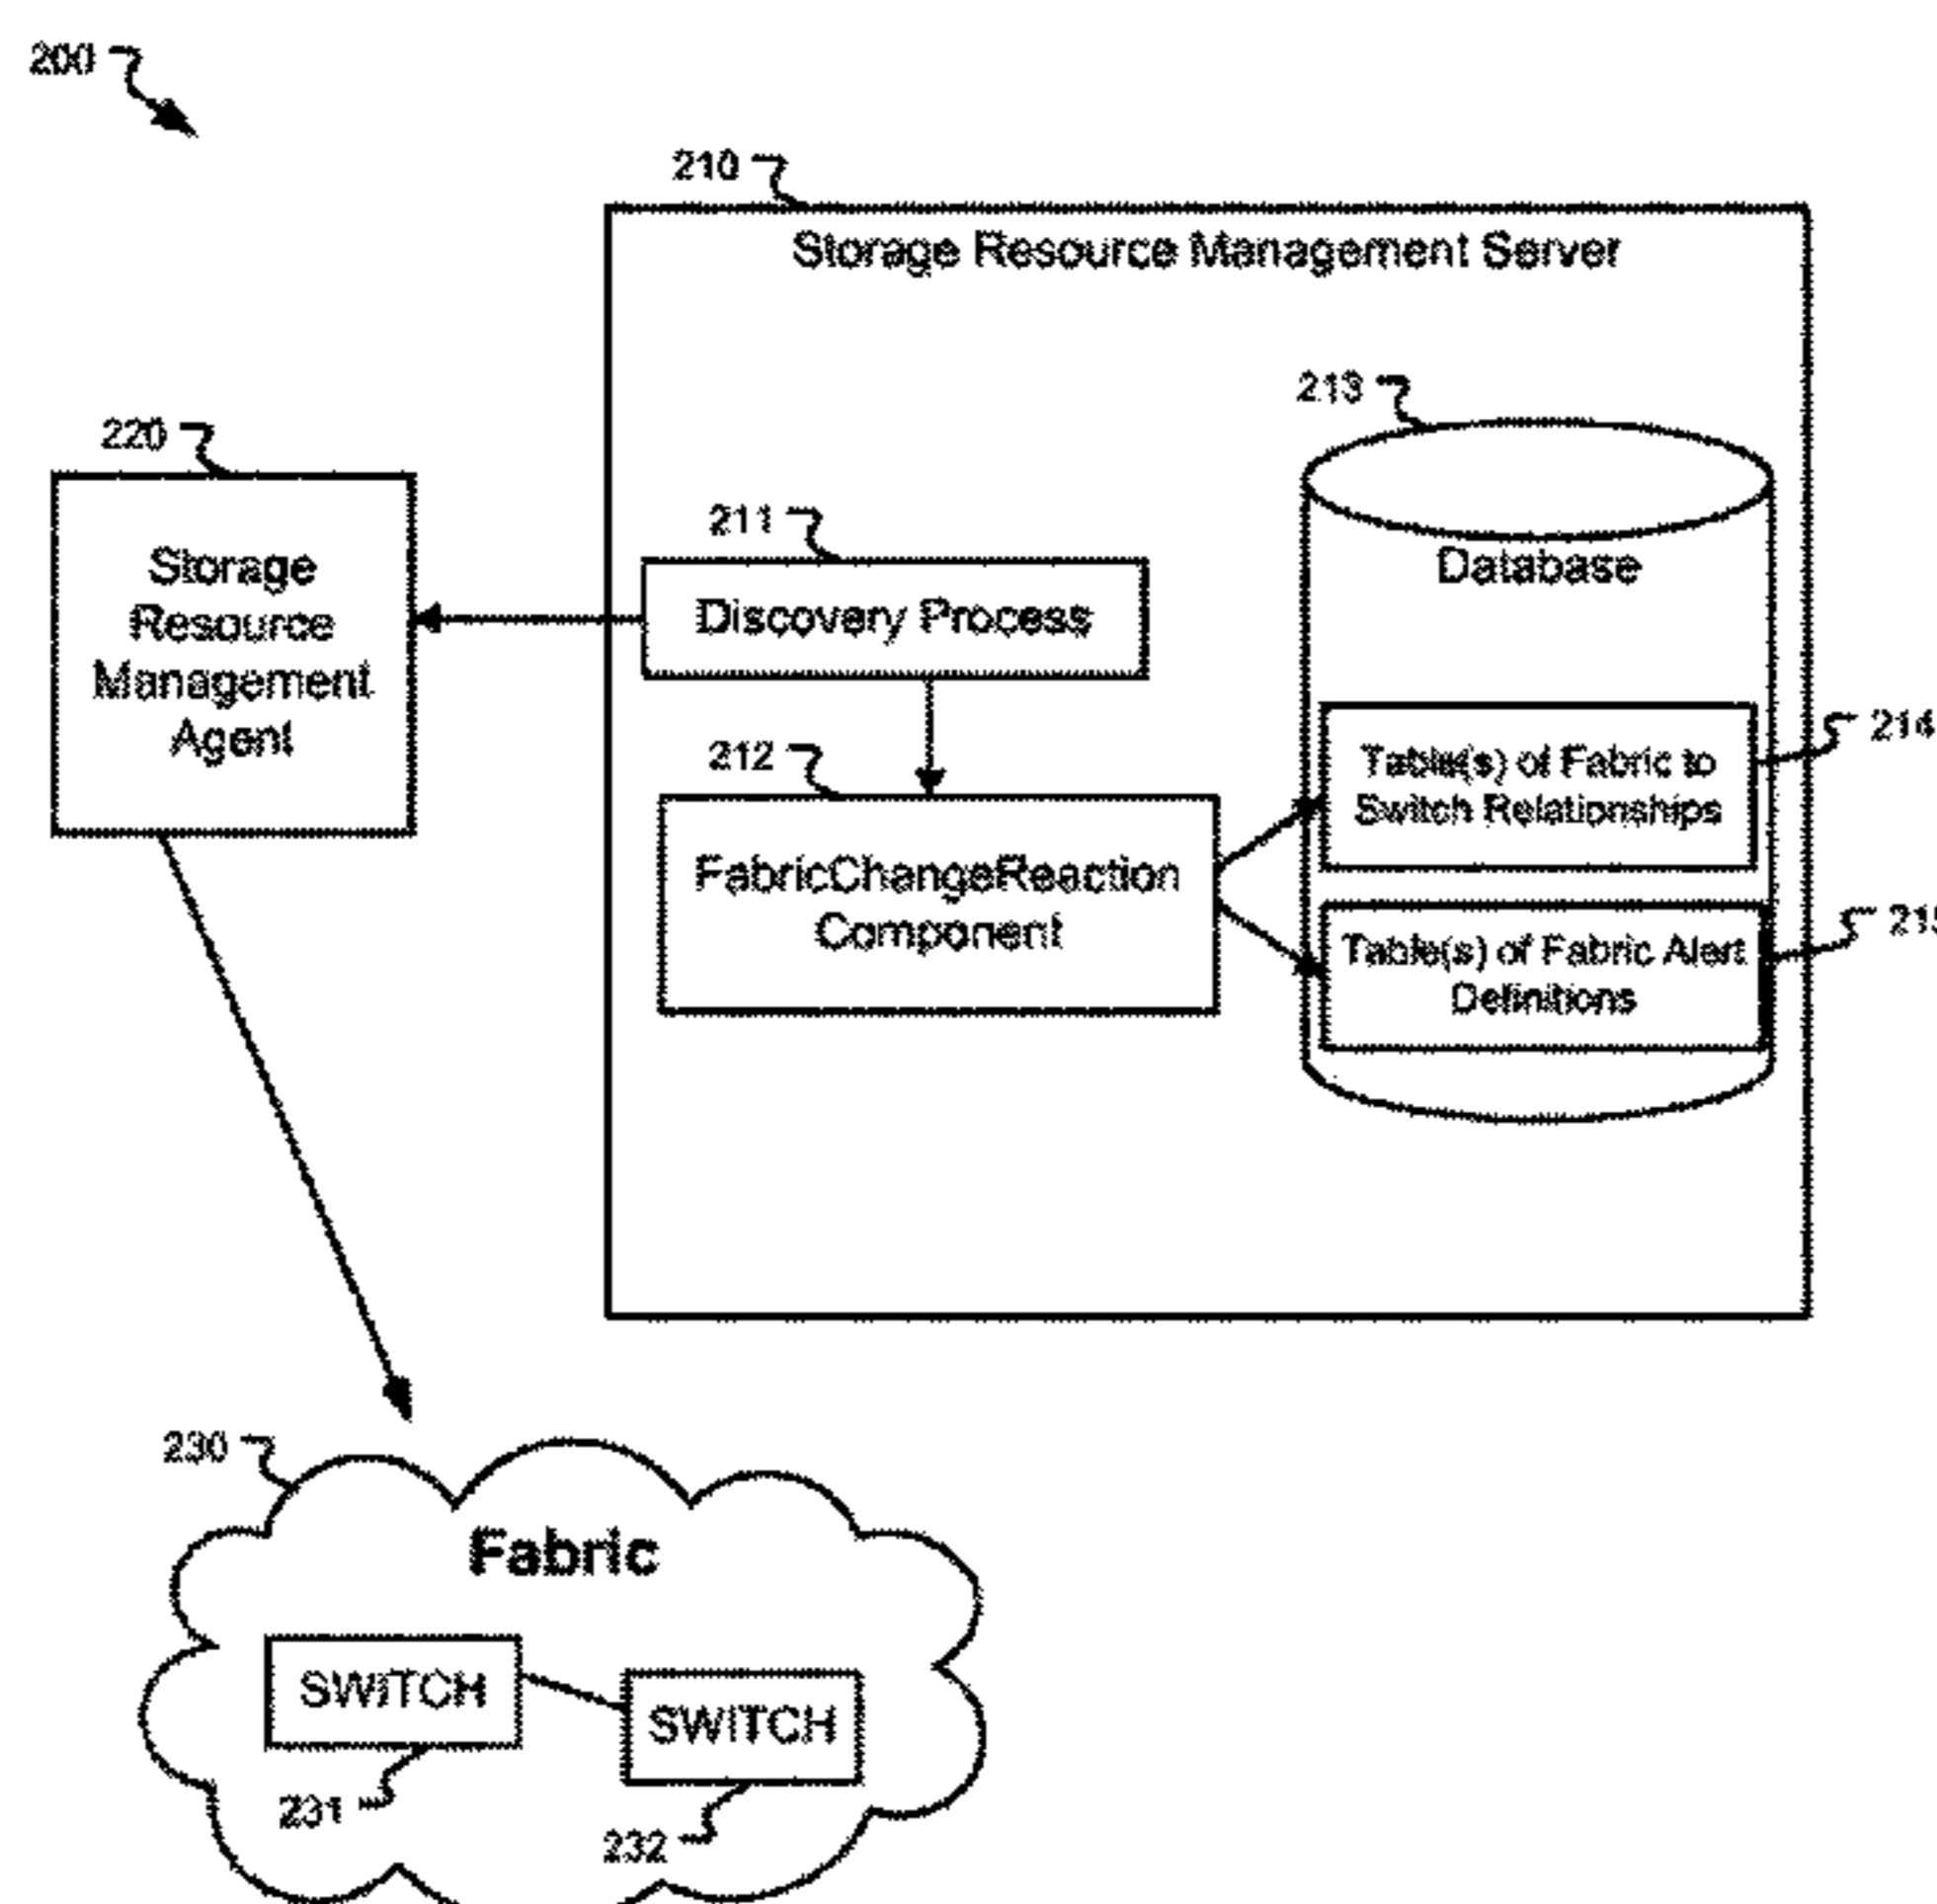 200
210
Storage Resource Management Server
213
220
211
Database
Storage
Resource
Management
Agent
Discovery Process
214
212
Table(s) of Fabric to
Switch Relationships
FabricChangeReaction
Component
215
Table(s) of Fabric Alert
Definitions
230
Fabric
SWITCH
SWITCH
231
232